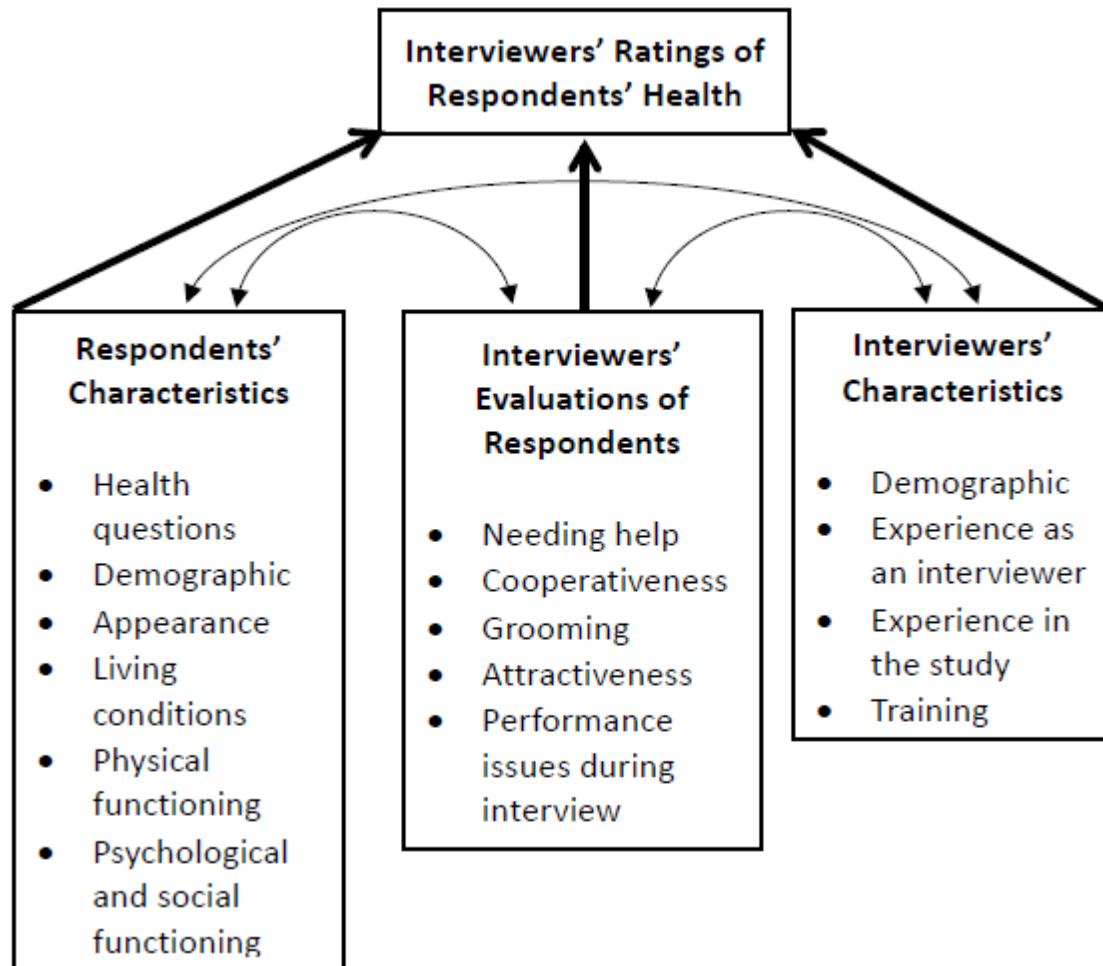 Interviewers’ Ratings of
Respondents’ Health
Respondents’
Characteristics
• Health
questions
• Demographic
• Appearance
• Living
conditions
• Physical
functioning
• Psychological
and social
functioning
Interviewers’
Evaluations of
Respondents
• Needing help
• Cooperativeness
• Grooming
• Attractiveness
• Performance
issues during
interview
Interviewers’
Characteristics
• Demographic
• Experience as
an interviewer
• Experience in
the study
• Training